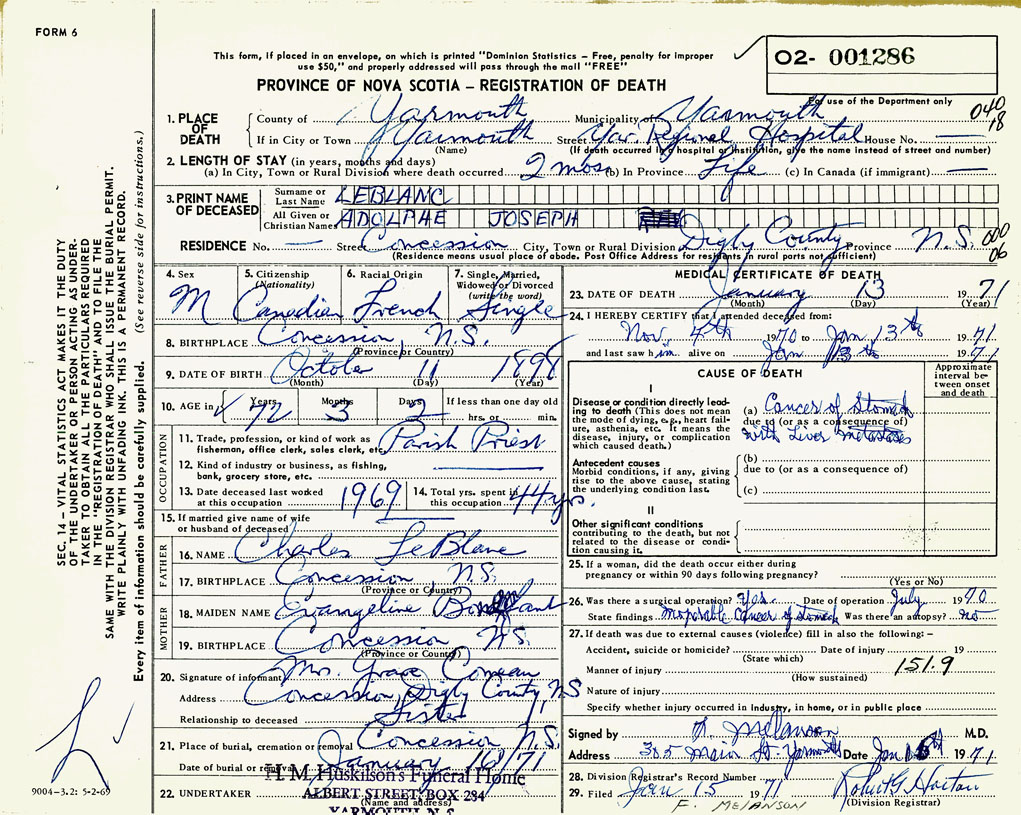 FORM 6
This form, if placed in an envelope, on which is printed "Dominion Statistics – Free, penalty for improper
use $50," and properly addressed will pass through the mail "FREE"
O2- 001286
PROVINCE OF NOVA SCOTIA – REGISTRATION OF DEATH
For use of the Department only
040
18
1. PLACE OF DEATH
County of Yarmouth Municipality of Yarmouth
If in City or Town Yarmouth Street Yar. Reginal Hospital House No. —
(Name) (If death occurred in a hospital or institution, give the name instead of street and number)
2. LENGTH OF STAY (in years, months and days)
(a) In City, Town or Rural Division where death occurred 2 mos (b) In Province Life (c) In Canada (if immigrant) —
3. PRINT NAME OF DECEASED
Surname or Last Name LEBLANC
All Given or Christian Names ADOLPHE JOSEPH
RESIDENCE No. — Street Concession City, Town or Rural Division Digby County Province N.S.
000
06
(Residence means usual place of abode. Post Office Address for residents in rural parts not sufficient)
4. Sex M
5. Citizenship (Nationality) Canadian
6. Racial Origin French
7. Single, Married, Widowed or Divorced (write the word) Single
8. BIRTHPLACE Concession, N.S.
(Province or Country)
9. DATE OF BIRTH October 11 1898
(Month) (Day) (Year)
10. AGE in Years 72 Months 3 Days 2 If less than one day old
hrs. or min.
OCCUPATION
11. Trade, profession, or kind of work as fisherman, office clerk, sales clerk, etc. Parish Priest
12. Kind of industry or business, as fishing, bank, grocery store, etc. —
13. Date deceased last worked at this occupation 1969
14. Total yrs. spent in this occupation 44 yrs.
15. If married give name of wife or husband of deceased —
FATHER
16. NAME Charles LeBlanc
17. BIRTHPLACE Concession, N.S.
(Province or Country)
MOTHER
18. MAIDEN NAME Evangeline
19. BIRTHPLACE Concession N.S.
(Province or Country)
20. Signature of informant Mrs. Grace Comeau
Address Concession, Digby County NS
Relationship to deceased Sister
21. Place of burial, cremation or removal Concession N.S.
Date of burial or removal January 16/71
22. UNDERTAKER
H. M. Huskilson's Funeral Home
ALBERT STREET, BOX 284
YARMOUTH, N.S.
(Name and address)
MEDICAL CERTIFICATE OF DEATH
23. DATE OF DEATH January 13 1971
(Month) (Day) (Year)
24. I HEREBY CERTIFY that I attended deceased from:
Nov. 4th 1970 to Jan. 13th 1971
and last saw him alive on Jan 13th 1971
CAUSE OF DEATH
Approximate interval between onset and death
I
Disease or condition directly leading to death (This does not mean the mode of dying, e.g., heart failure, asthenia, etc. It means the disease, injury, or complication which caused death.)
(a) Cancer of Stomach
due to (or as a consequence of)
with Liver metastases
Antecedent causes
Morbid conditions, if any, giving rise to the above cause, stating the underlying condition last.
(b)
due to (or as a consequence of)
(c)
II
Other significant conditions contributing to the death, but not related to the disease or condition causing it.
25. If a woman, did the death occur either during pregnancy or within 90 days following pregnancy?
(Yes or No)
26. Was there a surgical operation? Yes. Date of operation July 1970
State findings Inoperable cancer of stomach Was there an autopsy? no
27. If death was due to external causes (violence) fill in also the following: –
Accident, suicide or homicide? Date of injury 19
(State which)
Manner of injury 151.9
(How sustained)
Nature of injury
Specify whether injury occurred in industry, in home, or in public place
Signed by F. Melanson M.D.
Address 305 Main St. Yarmouth Date Jan 1971
28. Division Registrar's Record Number 7
29. Filed Jan 15 1971 Robert G Horton
(Division Registrar)
F. MELANSON
SEC. 14 – VITAL STATISTICS ACT MAKES IT THE DUTY
OF THE UNDERTAKER OR PERSON ACTING AS UNDER-
TAKER TO OBTAIN ALL THE PARTICULARS REQUIRED
IN THE "REGISTRATION OF DEATH" AND TO FILE THE
SAME WITH THE DIVISION REGISTRAR WHO SHALL ISSUE THE BURIAL PERMIT.
WRITE PLAINLY WITH UNFADING INK. THIS IS A PERMANENT RECORD.
Every item of information should be carefully supplied. (See reverse side for instructions.)
9004-3.2: 5-2-69